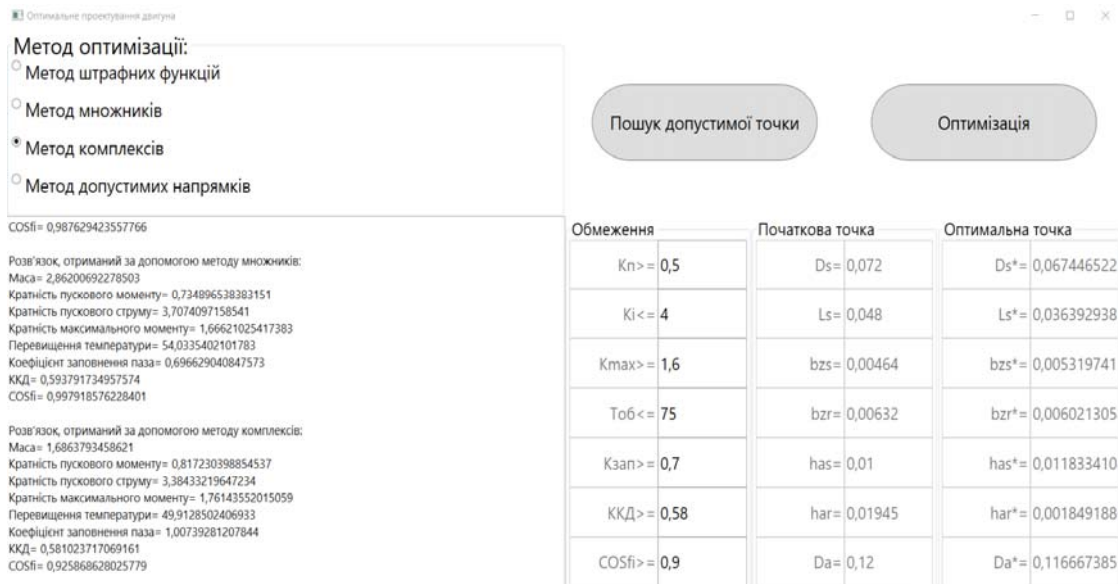 Оптимальне проектування двигуна
Метод оптимізації:
Метод штрафних функцій
Метод множників
Метод комплексів
Метод допустимих напрямків
Пошук допустимої точки
Оптимізація
COSfi= 0,987629423557766
Розв'язок, отриманий за допомогою методу множників:
Маса= 2,86200692278503
Кратність пускового моменту= 0,734896538383151
Кратність пускового струму= 3,7074097158541
Кратність максимального моменту= 1,66621025417383
Перевищення температури= 54,0335402101783
Коефіцієнт заповнення паза= 0,696629040847573
ККД= 0,593791734957574
COSfi= 0,997918576228401
Розв'язок, отриманий за допомогою методу комплексів:
Маса= 1,6863793458621
Кратність пускового моменту= 0,817230398854537
Кратність пускового струму= 3,38433219647234
Кратність максимального моменту= 1,76143552015059
Перевищення температури= 49,9128502406933
Коефіцієнт заповнення паза= 1,00739281207844
ККД= 0,581023717069161
COSfi= 0,925868628025779
Обмеження
Кп>= 0,5
Кі<= 4
Kmax>= 1,6
Тоб<= 75
Кзап>= 0,7
ККД>= 0,58
COSfi>= 0,9
Початкова точка
Ds= 0,072
Ls= 0,048
bzs= 0,00464
bzr= 0,00632
has= 0,01
har= 0,01945
Da= 0,12
Оптимальна точка
Ds*= 0,067446522
Ls*= 0,036392938
bzs*= 0,005319741
bzr*= 0,006021305
has*= 0,011833410
har*= 0,001849188
Da*= 0,116667385